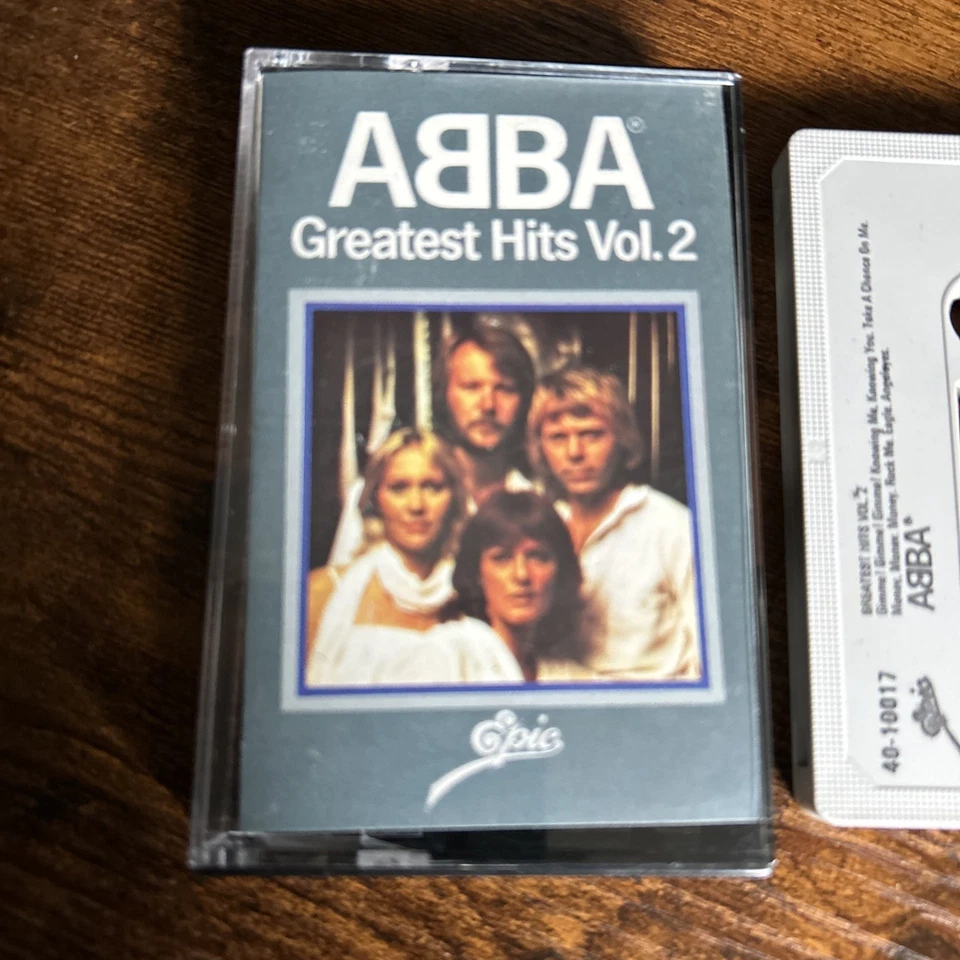 ABBA®
Greatest Hits Vol. 2
Epic
GREATEST HITS VOL. 2
Gimme! Gimme! Gimme! Knowing Me, Knowing You. Take A Chance On Me.
Money, Money, Money. Rock Me. Eagle. Angeleyes.
ABBA®
40-10017
Epic